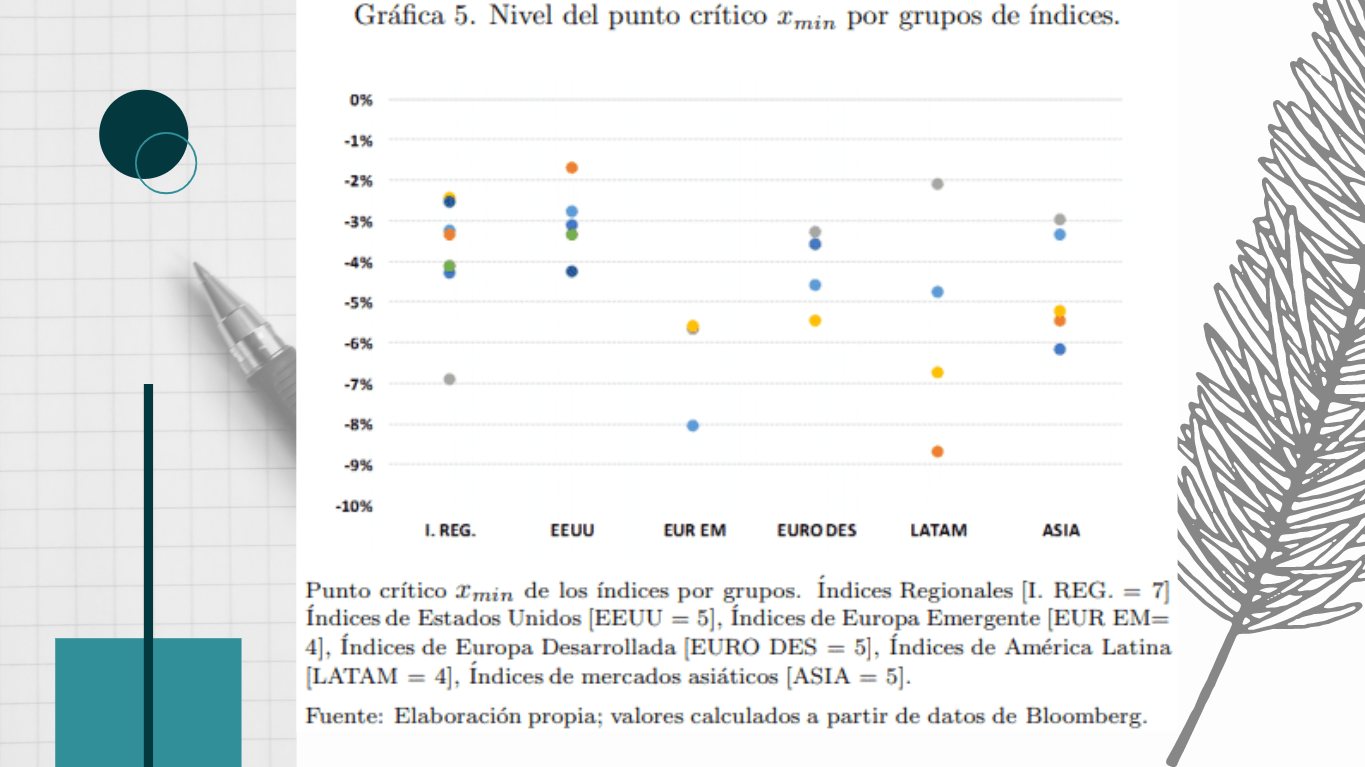 Gráfica 5. Nivel del punto crítico xmin por grupos de índices.
0%
-1%
-2%
-3%
-4%
-5%
-6%
-7%
-8%
-9%
-10%
I. REG. EEUU EUR EM EURO DES LATAM ASIA
Punto crítico xmin de los índices por grupos. Índices Regionales [I. REG. = 7]
Índices de Estados Unidos [EEUU = 5], Índices de Europa Emergente [EUR EM=
4], Índices de Europa Desarrollada [EURO DES = 5], Índices de América Latina
[LATAM = 4], Índices de mercados asiáticos [ASIA = 5].
Fuente: Elaboración propia; valores calculados a partir de datos de Bloomberg.